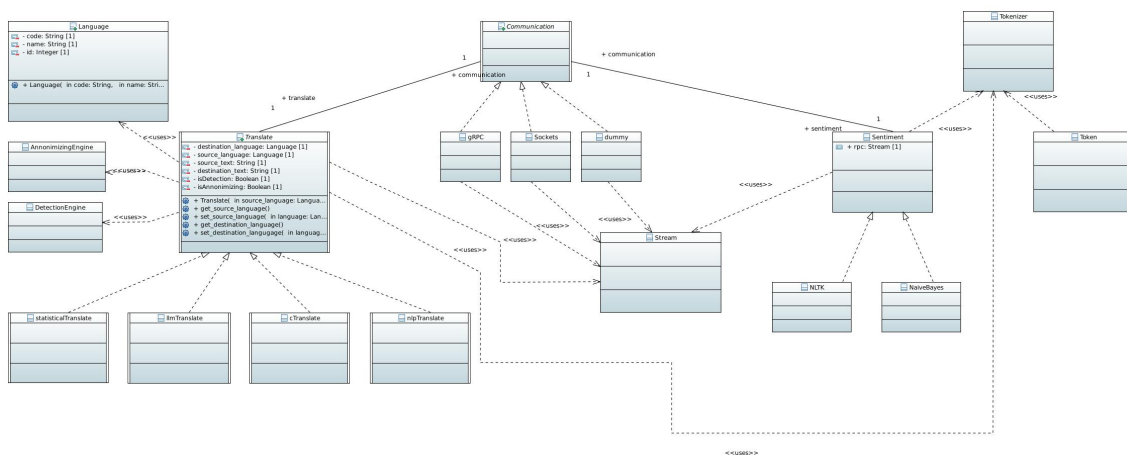 Language
- code: String [1]
- name: String [1]
- id: Integer [1]
+ Language( in code: String, in name: Stri...
Communication
Tokenizer
1
+ communication
+ translate
1
+ communication
1
+ sentiment
1
<<uses>>
AnnonimizingEngine
<<uses>>
DetectionEngine
<<uses>>
Translate
- destination_language: Language [1]
- source_language: Language [1]
- source_text: String [1]
- destination_text: String [1]
- isDetection: Boolean [1]
- isAnnonimizing: Boolean [1]
+ Translate( in source_language: Langua...
+ get_source_language()
+ set_source_language( in language: Lan...
+ get_destination_language()
+ set_destination_langauge( in languag...
gRPC
Sockets
dummy
Sentiment
+ rpc: Stream [1]
<<uses>>
Token
<<uses>>
<<uses>>
<<uses>>
<<uses>>
<<uses>>
Stream
NLTK
NaiveBayes
statisticalTranslate
llmTranslate
cTranslate
nlpTranslate
<<uses>>